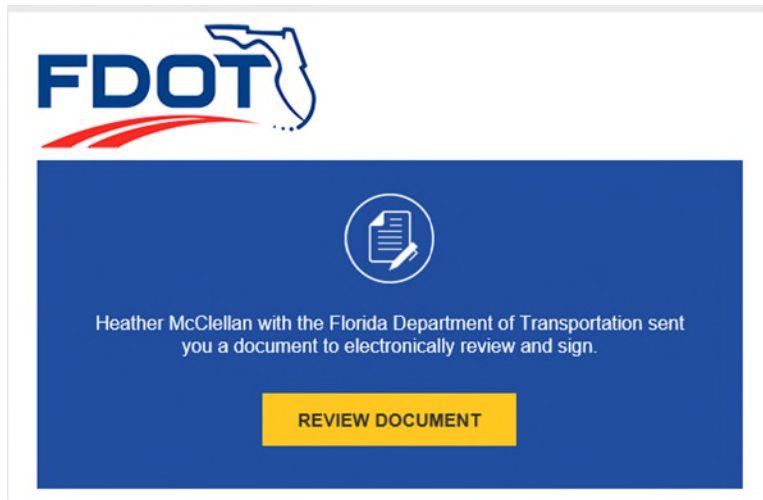 FDOT
Heather McClellan with the Florida Department of Transportation sent
you a document to electronically review and sign.
REVIEW DOCUMENT